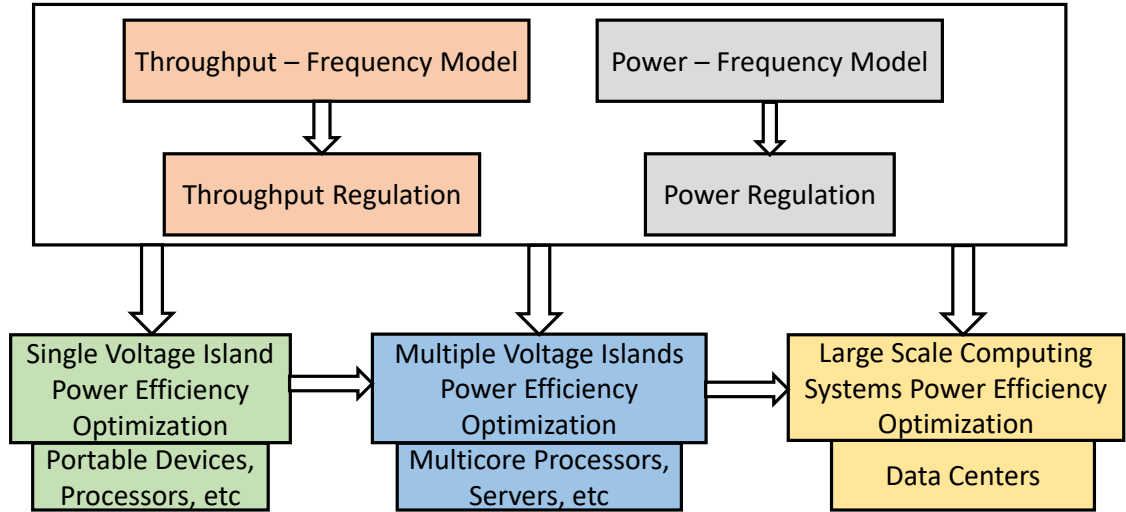 Throughput – Frequency Model
Power – Frequency Model
Throughput Regulation
Power Regulation
Single Voltage Island
Power Efficiency
Optimization
Portable Devices,
Processors, etc
Multiple Voltage Islands
Power Efficiency
Optimization
Multicore Processors,
Servers, etc
Large Scale Computing
Systems Power Efficiency
Optimization
Data Centers